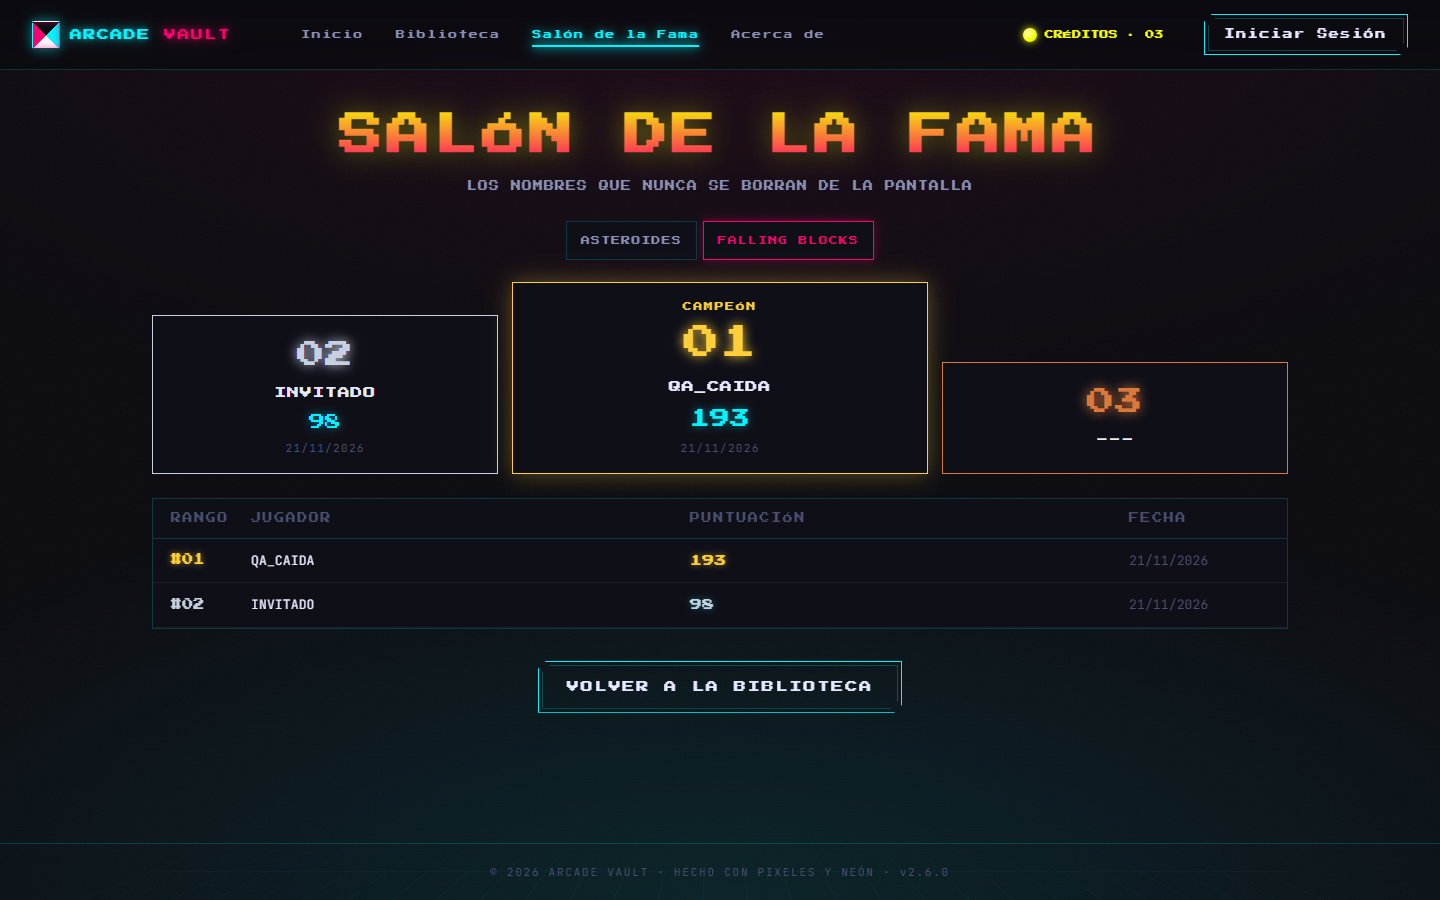 ARCADE VAULT Inicio Biblioteca Salón de la Fama Acerca de CRéDITOS · 03 Iniciar Sesión
SALóN DE LA FAMA
LOS NOMBRES QUE NUNCA SE BORRAN DE LA PANTALLA
ASTEROIDES FALLING BLOCKS
02
INVITADO
98
21/11/2026
CAMPEóN
01
QA_CAIDA
193
21/11/2026
03
---
RANGO JUGADOR PUNTUACIóN FECHA
#01 QA_CAIDA 193 21/11/2026
#02 INVITADO 98 21/11/2026
VOLVER A LA BIBLIOTECA
© 2026 ARCADE VAULT · HECHO CON PIXELES Y NEÓN · v2.6.0